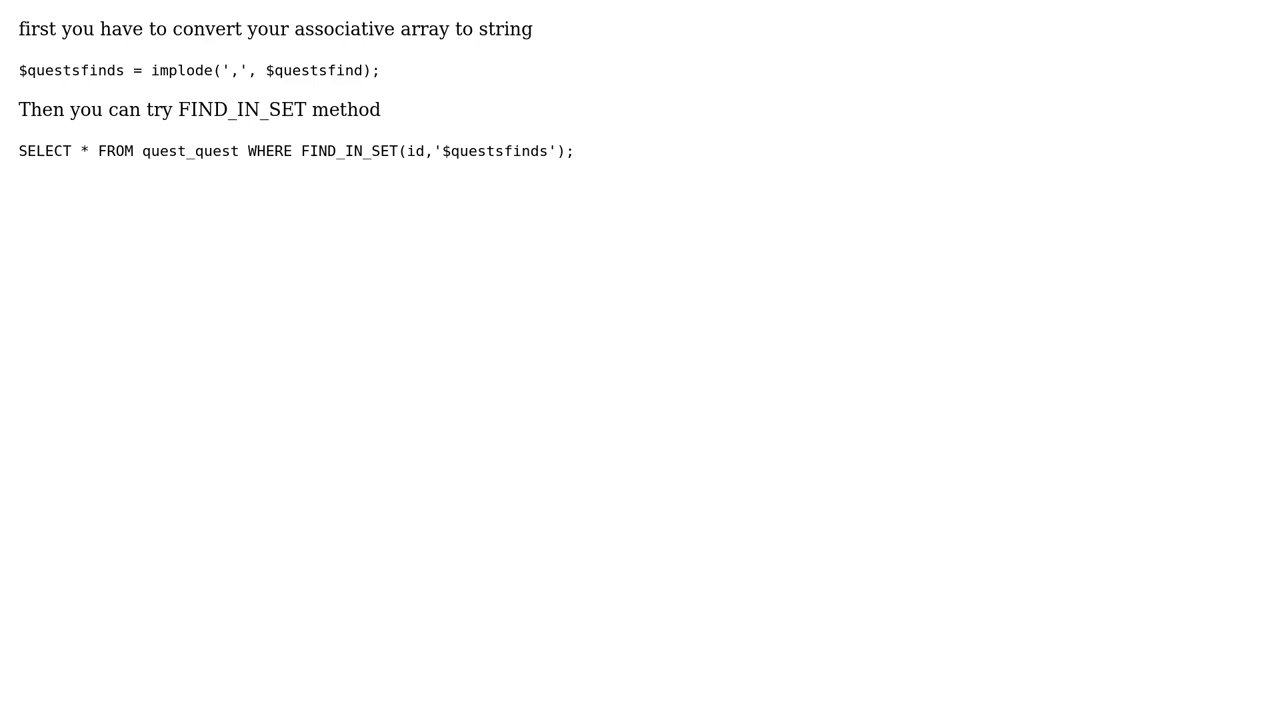 first you have to convert your associative array to string
$questsfinds = implode(',', $questsfind);
Then you can try FIND_IN_SET method
SELECT * FROM quest_quest WHERE FIND_IN_SET(id,'$questsfinds');